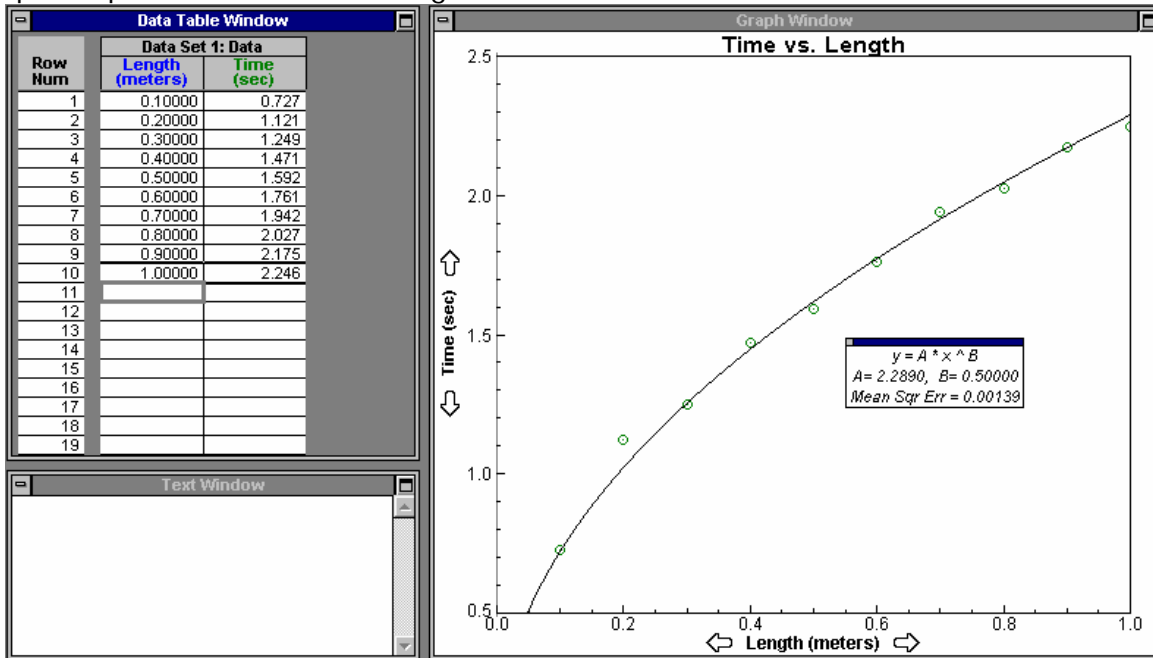 Data Table Window
Data Set 1: Data
Row Num Length (meters) Time (sec)
1 0.10000 0.727
2 0.20000 1.121
3 0.30000 1.249
4 0.40000 1.471
5 0.50000 1.592
6 0.60000 1.761
7 0.70000 1.942
8 0.80000 2.027
9 0.90000 2.175
10 1.00000 2.246
11
12
13
14
15
16
17
18
19
Text Window
Graph Window
Time vs. Length
2.5
2.0
1.5
1.0
0.5
Time (sec)
y = A * x ^ B
A= 2.2890, B= 0.50000
Mean Sqr Err = 0.00139
0.0 0.2 0.4 0.6 0.8 1.0
Length (meters)